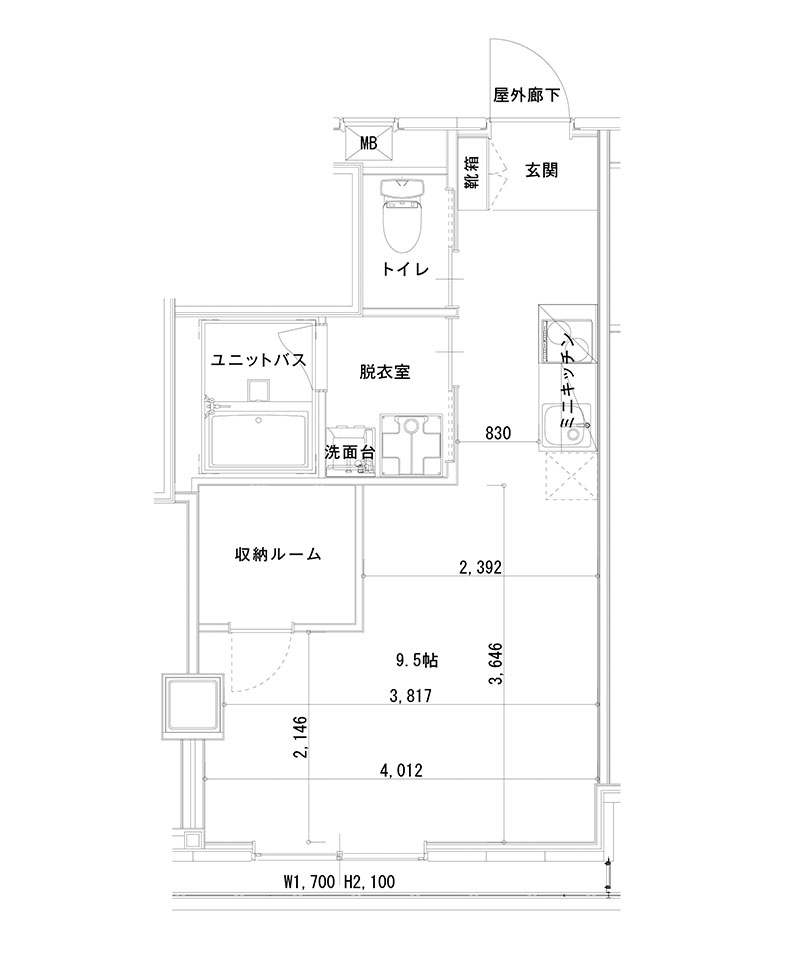 屋外廊下
MB
靴箱
玄関
トイレ
ユニットバス
脱衣室
ミニキッチン
洗面台
830
収納ルーム
2,392
9.5帖
3,646
3,817
2,146
4,012
W1,700 H2,100